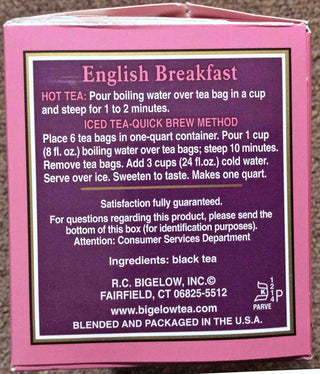 English Breakfast
HOT TEA: Pour boiling water over tea bag in a cup
and steep for 1 to 2 minutes.
ICED TEA-QUICK BREW METHOD
Place 6 tea bags in one-quart container. Pour 1 cup
(8 fl. oz.) boiling water over tea bags; steep 10 minutes.
Remove tea bags. Add 3 cups (24 fl.oz.) cold water.
Serve over ice. Sweeten to taste. Makes one quart.
Satisfaction fully guaranteed.
For questions regarding this product, please send the
bottom of this box (for identification purposes).
Attention: Consumer Services Department
Ingredients: black tea
R.C. BIGELOW, INC.©
FAIRFIELD, CT 06825-5512
www.bigelowtea.com
BLENDED AND PACKAGED IN THE U.S.A.
K
PARVE
1
2
1
4
P